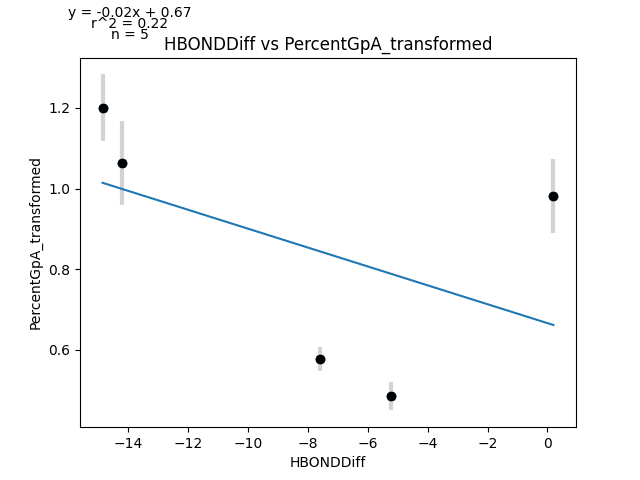 y = -0.02x + 0.67
r^2 = 0.22
n = 5
HBONDDiff vs PercentGpA_transformed
1.2
1.0
0.8
0.6
PercentGpA_transformed
−14
−12
−10
−8
−6
−4
−2
0
HBONDDiff